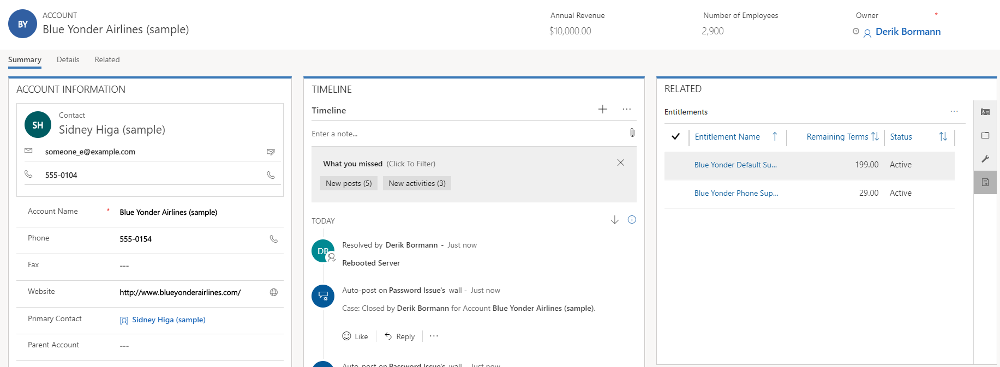 BY
ACCOUNT
Blue Yonder Airlines (sample)
Annual Revenue
$10,000.00
Number of Employees
2,900
Owner *
Derik Bormann
Summary
Details
Related
ACCOUNT INFORMATION
SH
Contact
Sidney Higa (sample)
someone_e@example.com
555-0104
Account Name * Blue Yonder Airlines (sample)
Phone 555-0154
Fax ---
Website http://www.blueyonderairlines.com/
Primary Contact Sidney Higa (sample)
Parent Account ---
TIMELINE
Timeline
Enter a note...
What you missed (Click To Filter)
New posts (5) New activities (3)
TODAY
DB
Resolved by Derik Bormann - Just now
Rebooted Server
Auto-post on Password Issue's wall - Just now
Case: Closed by Derik Bormann for Account Blue Yonder Airlines (sample).
Like Reply ...
Auto-post on Password Issue's wall Just now
RELATED
Entitlements
Entitlement Name Remaining Terms Status
Blue Yonder Default Su... 199.00 Active
Blue Yonder Phone Sup... 29.00 Active